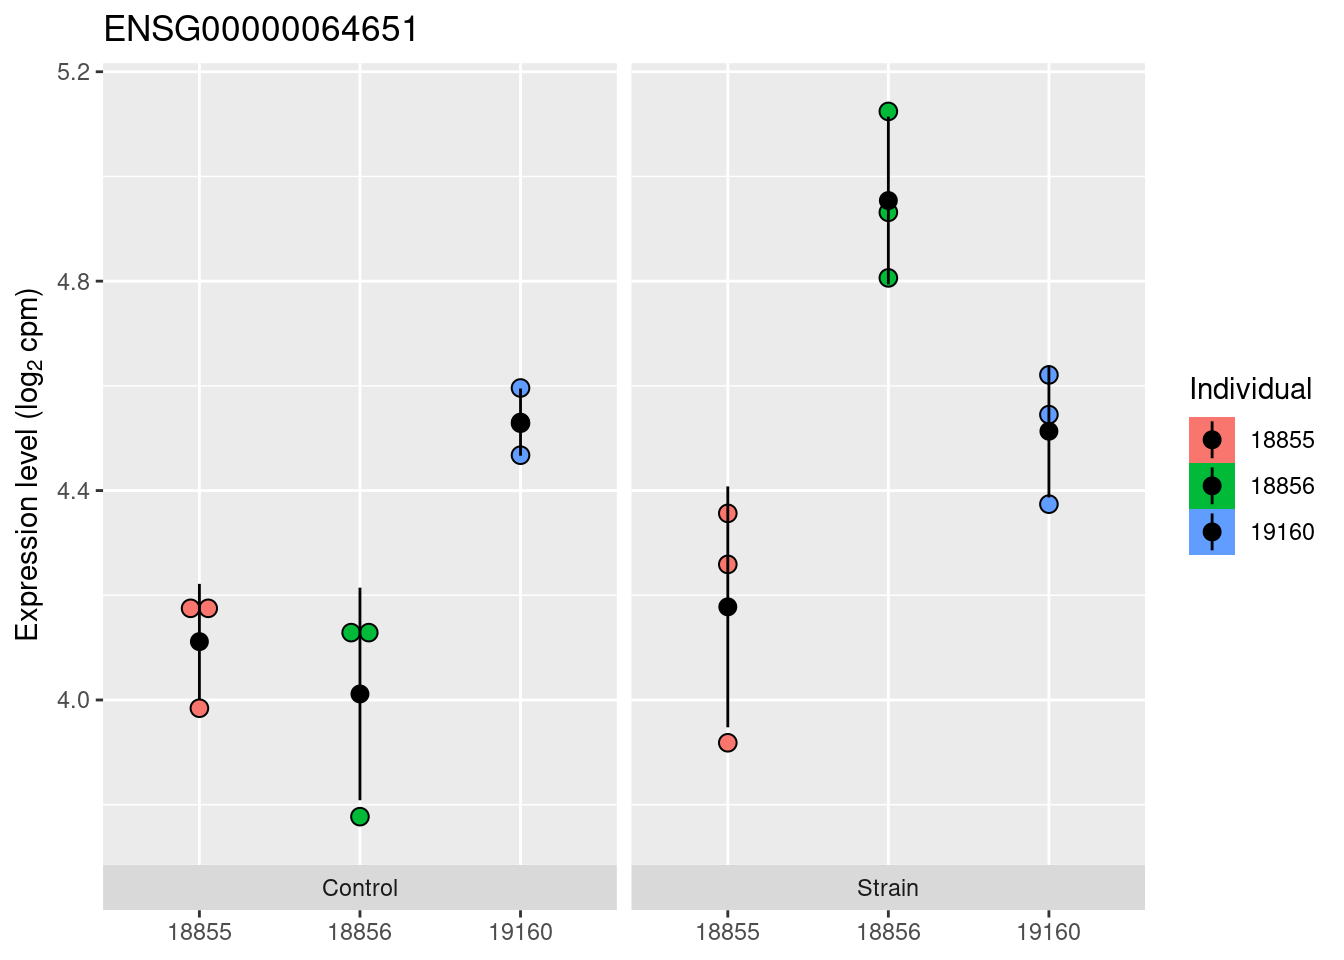 ENSG00000064651
Expression level (log₂ cpm)
5.2
4.8
4.4
4.0
Control
Strain
18855
18856
19160
18855
18856
19160
Individual
18855
18856
19160